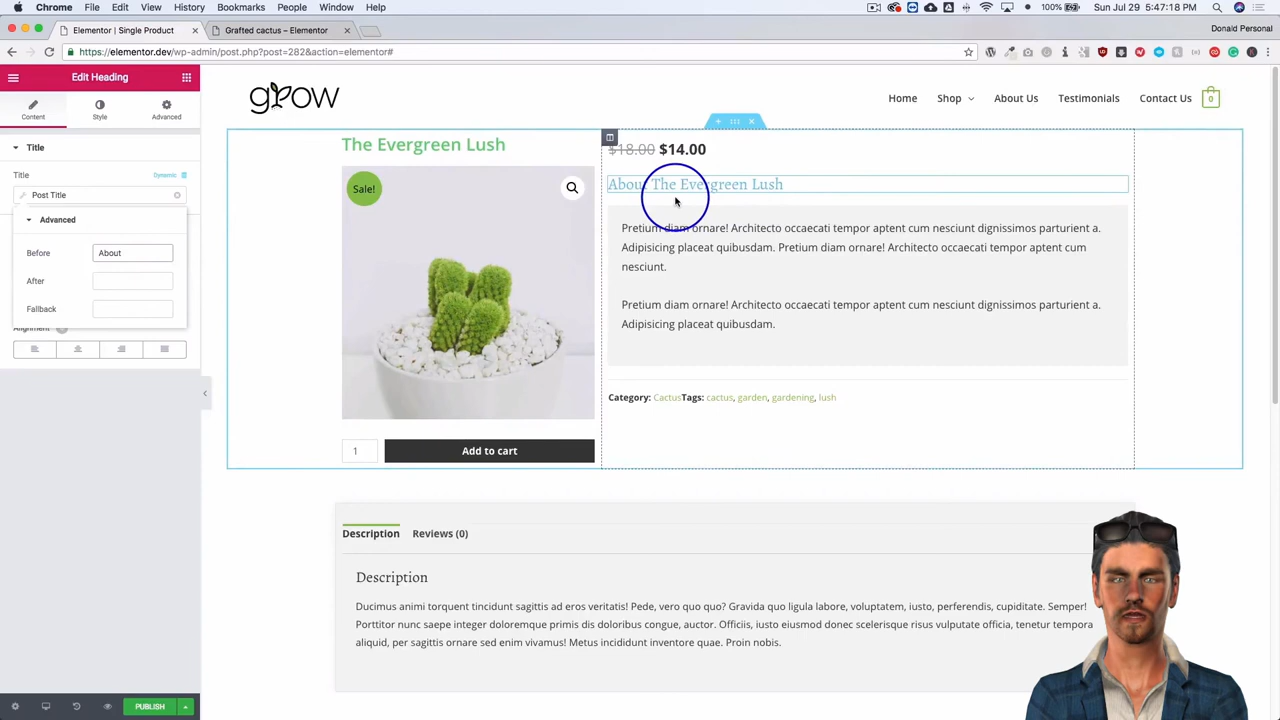 Chrome File Edit View History Bookmarks People Window Help
100% Sun Jul 29 5:47:18 PM
Elementor | Single Product
Grafted cactus – Elementor
Donald Personal
https://elementor.dev/wp-admin/post.php?post=282&action=elementor#
Edit Heading
grow
Home Shop About Us Testimonials Contact Us 0
Content Style Advanced
Title
Title Dynamic
Post Title
Advanced
Before About
After
Fallback
Alignment
The Evergreen Lush
Sale!
1 Add to cart
$18.00 $14.00
About The Evergreen Lush
Pretium diam ornare! Architecto occaecati tempor aptent cum nesciunt dignissimos parturient a.
Adipisicing placeat quibusdam. Pretium diam ornare! Architecto occaecati tempor aptent cum
nesciunt.
Pretium diam ornare! Architecto occaecati tempor aptent cum nesciunt dignissimos parturient a.
Adipisicing placeat quibusdam.
Category: CactusTags: cactus, garden, gardening, lush
Description Reviews (0)
Description
Ducimus animi torquent tincidunt sagittis ad eros veritatis! Pede, vero quo quo? Gravida quo ligula labore, voluptatem, iusto, perferendis, cupiditate. Semper!
Porttitor nunc saepe integer doloremque primis dis doloribus congue, auctor. Officiis, iusto eiusmod donec scelerisque risus vulputate officia, tenetur tempora
aliquid, per sagittis ornare sed enim vivamus! Metus incididunt inventore quae. Proin nobis.
PUBLISH